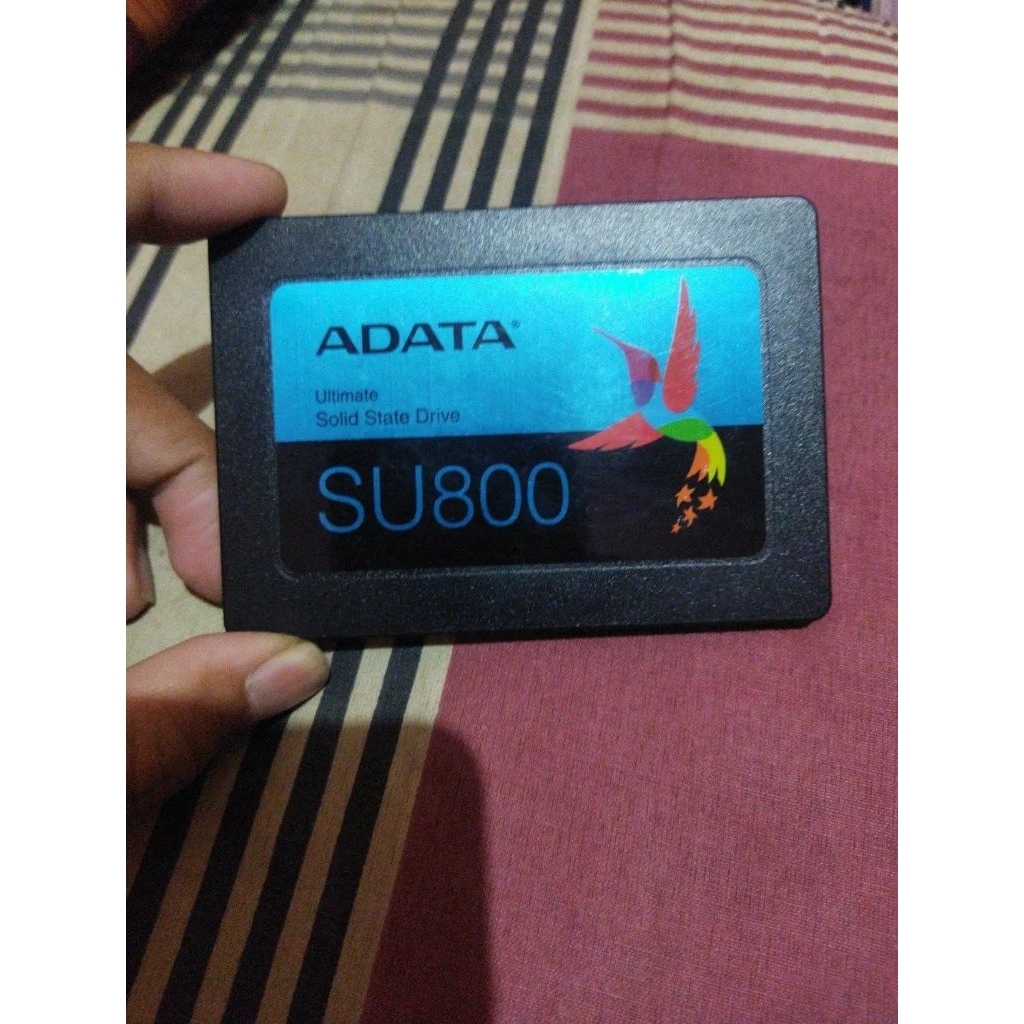 ADATA®
Ultimate
Solid State Drive
SU800